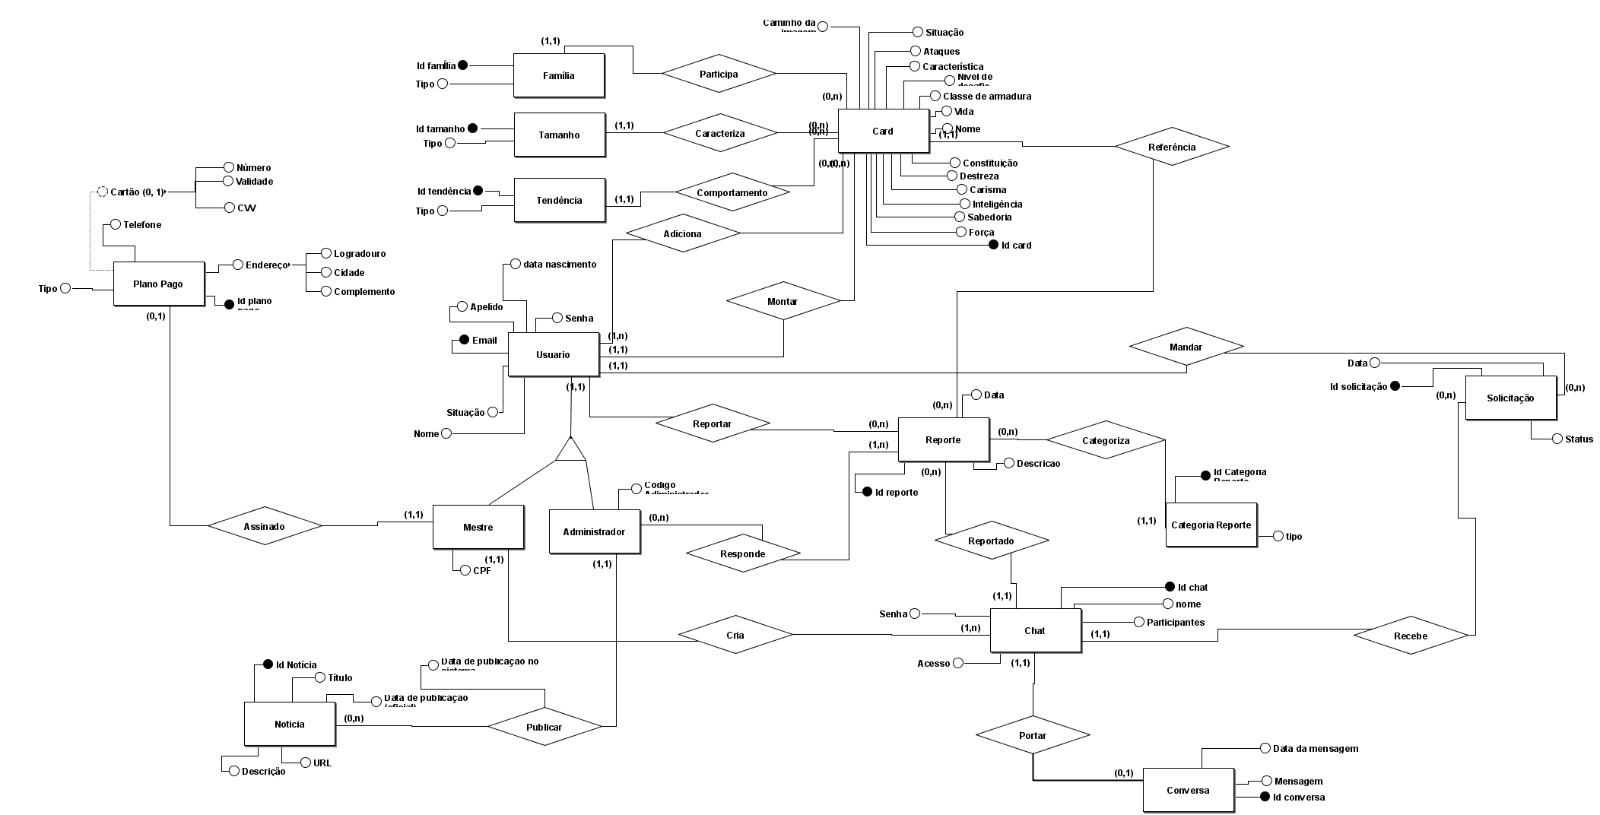 Caminho da
imagem
Situação
Ataques
Característica
Nivel de
desafio
Classe de armadura
Vida
Nome
(1,1)
Id família
Tipo
Família
Participa
(0,n)
Id tamanho
Tipo
Tamanho
(1,1)
Caracteriza
(0,n)
(0,n)
Card
(1,1)
Referência
Id tendência
Tipo
Tendência
(1,1)
Comportamento
(0,n)
(0,n)
Constituição
Destreza
Carisma
Inteligência
Sabedoria
Força
Id card
Cartão (0, 1)
Número
Validade
CVV
Telefone
Endereço
Logradouro
Cidade
Complemento
Tipo
Plano Pago
Id plano
pago
(0,1)
Adiciona
Montar
data nascimento
Apelido
Senha
Email
Usuario
(1,n)
(1,1)
(1,1)
(1,1)
Situação
Nome
Mandar
Data
Id solicitação
(0,n)
Solicitação
(0,n)
Status
Reportar
(0,n)
Data
(0,n)
Reporte
(0,n)
(1,n)
(0,n)
Descricao
Id reporte
Categoriza
Id Categoria
Reporte
(1,1)
Categoria Reporte
tipo
Assinado
(1,1)
Mestre
(1,1)
CPF
Codigo
Administrador
Administrador
(0,n)
(1,1)
Responde
Reportado
(1,1)
Id chat
nome
Participantes
Senha
(1,n)
Chat
(1,1)
Acesso
(1,1)
Cria
Recebe
Id Noticia
Título
Data de publicação
(oficial)
Noticia
(0,n)
Descrição
URL
Data de publicação no
sistema
Publicar
Portar
(0,1)
Conversa
Data da mensagem
Mensagem
Id conversa